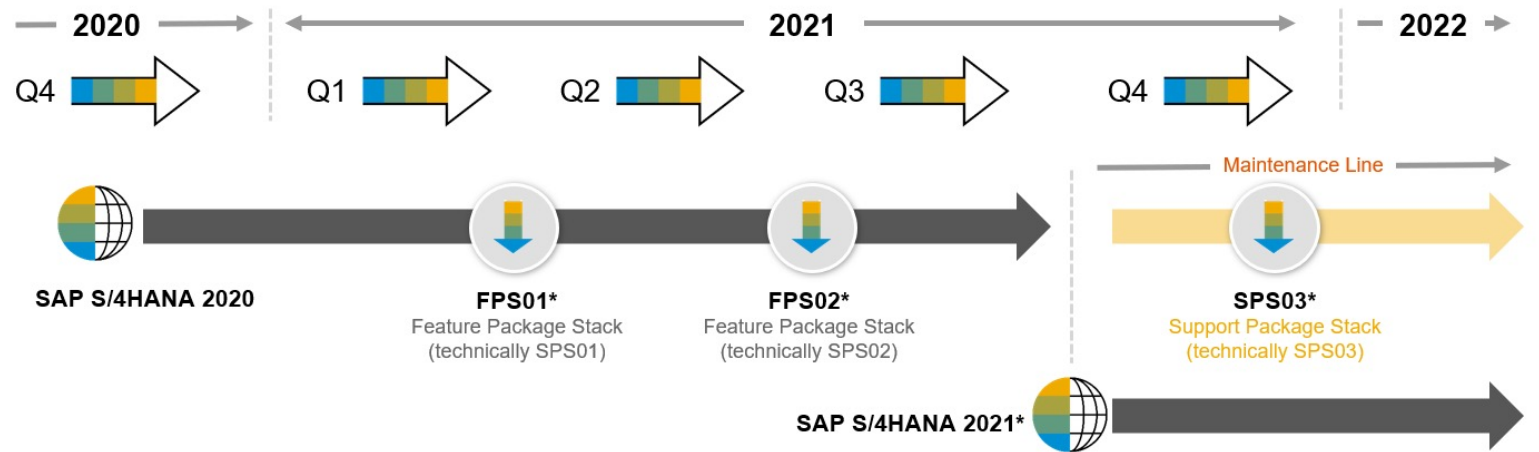 2020
2021
2022
Q4
Q1
Q2
Q3
Q4
Maintenance Line
SAP S/4HANA 2020
FPS01*
Feature Package Stack
(technically SPS01)
FPS02*
Feature Package Stack
(technically SPS02)
SPS03*
Support Package Stack
(technically SPS03)
SAP S/4HANA 2021*